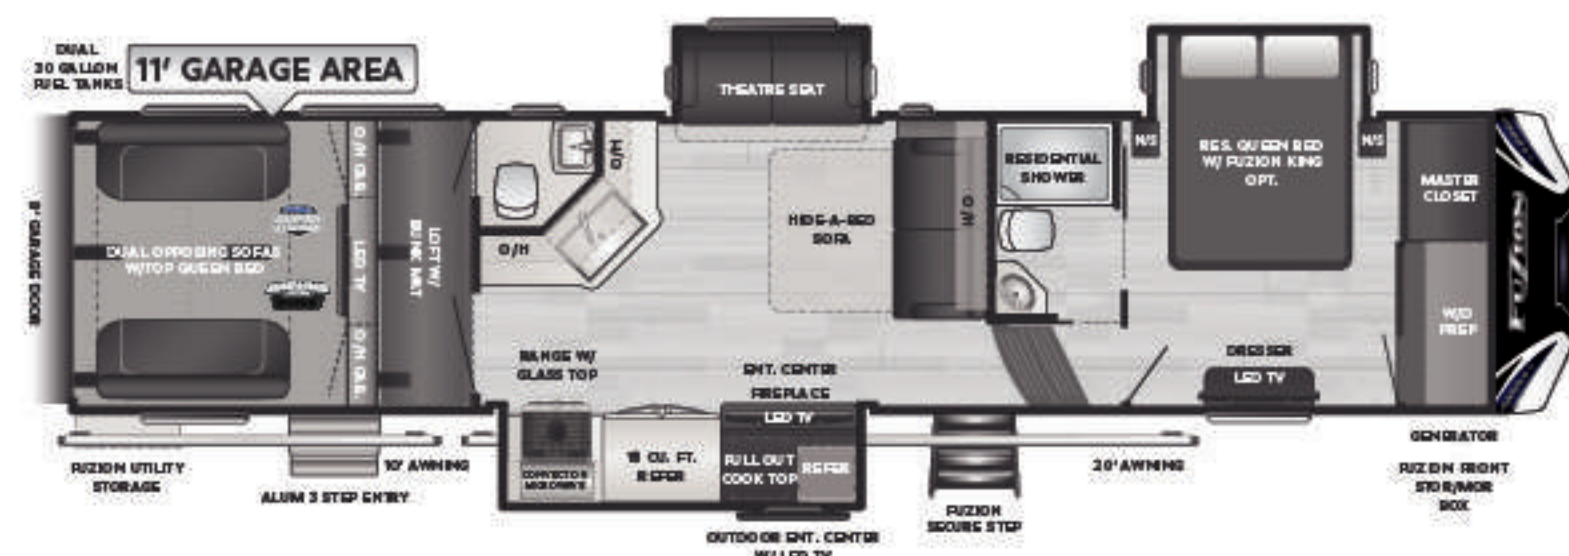 DUAL
30 GALLON
FUEL TANKS
11' GARAGE AREA
8' GARAGE DOOR
O/H CAB.
DUAL OPPOSING SOFAS
W/TOP QUEEN BED
LED TV
O/H CAB.
LOFT W/
BUNK MAT
H/O
O/H
THEATRE SEAT
HIDE-A-BED
SOFA
O/H
RESIDENTIAL
SHOWER
N/S
RES. QUEEN BED
W/ FUZION KING
OPT.
N/S
MASTER
CLOSET
W/D
PREP
FUZION
RANGE W/
GLASS TOP
ENT. CENTER
FIREPLACE
LED TV
DRESSER
LED TV
CONVECTION
MICROWAVE
18 CU. FT.
REFER
PULL OUT
COOK TOP
REFER
FUZION UTILITY
STORAGE
10' AWNING
ALUM 3 STEP ENTRY
20' AWNING
FUZION
SECURE STEP
GENERATOR
FUZION FRONT
STOR/MOR
BOX
OUTDOOR ENT. CENTER
W/ LED TV